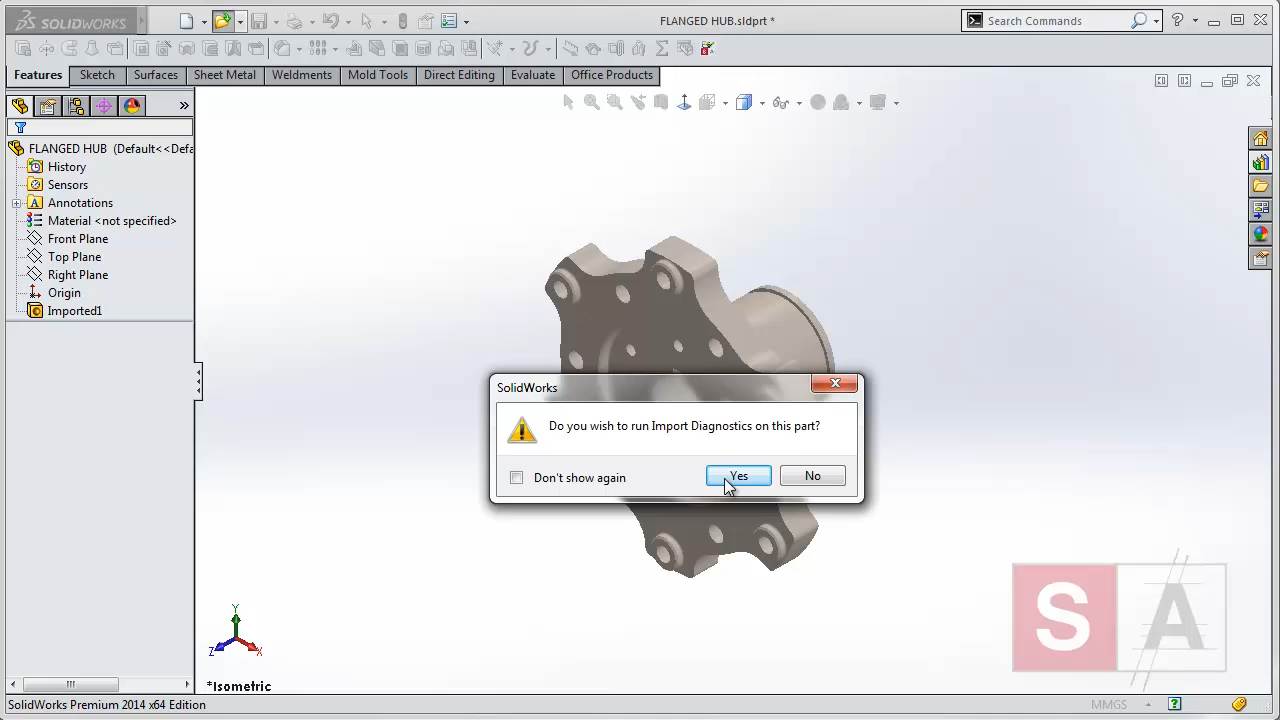 SOLIDWORKS
FLANGED HUB.sldprt *
Search Commands
Features
Sketch
Surfaces
Sheet Metal
Weldments
Mold Tools
Direct Editing
Evaluate
Office Products
FLANGED HUB (Default<<Defa
History
Sensors
Annotations
Material <not specified>
Front Plane
Top Plane
Right Plane
Origin
Imported1
SolidWorks
Do you wish to run Import Diagnostics on this part?
Don't show again
Yes
No
SA
Y
Z
X
*Isometric
SolidWorks Premium 2014 x64 Edition
MMGS